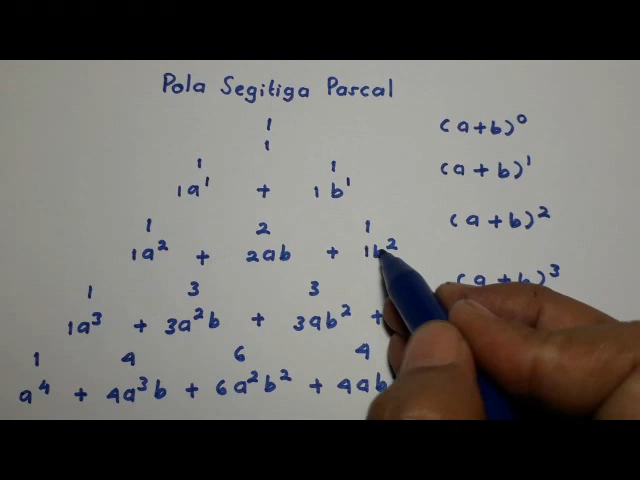 Pola Segitiga Pascal
1 (a+b)⁰
1
1 1 (a+b)¹
1a¹ + 1b¹
1 2 1 (a+b)²
1a² + 2ab + 1b²
1 3 3 (a+b)³
1a³ + 3a²b + 3ab² +
1 4 6 4
a⁴ + 4a³b + 6a²b² + 4ab